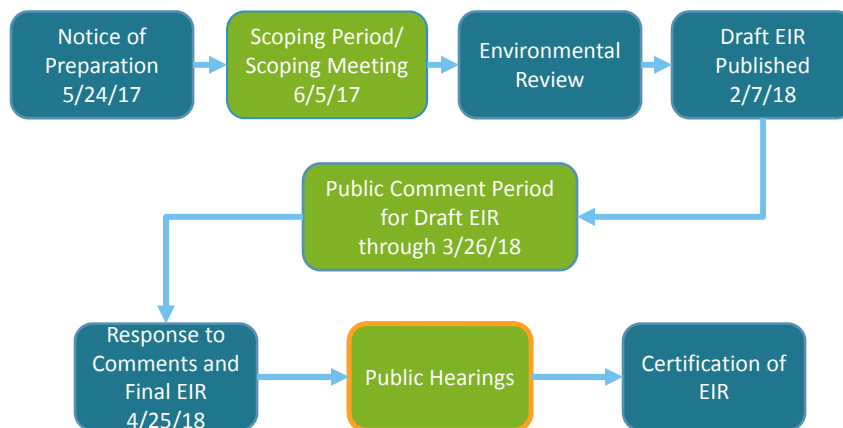 Notice of
Preparation
5/24/17
Scoping Period/
Scoping Meeting
6/5/17
Environmental
Review
Draft EIR
Published
2/7/18
Public Comment Period
for Draft EIR
through 3/26/18
Response to
Comments and
Final EIR
4/25/18
Public Hearings
Certification of
EIR